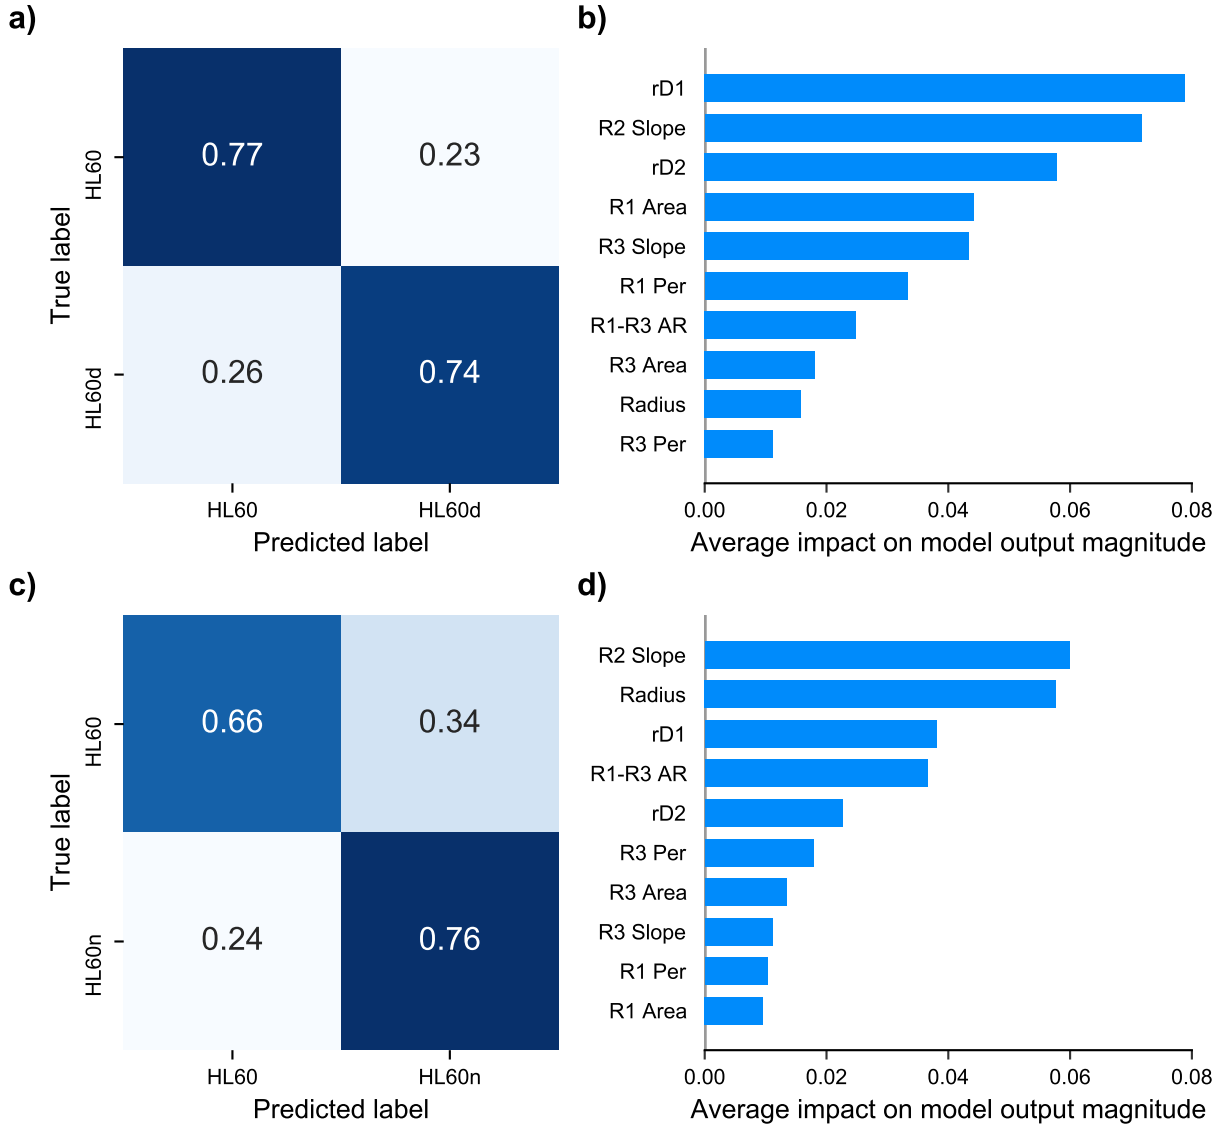 a)
True label
HL60
HL60d
0.77
0.23
0.26
0.74
HL60
HL60d
Predicted label
b)
rD1
R2 Slope
rD2
R1 Area
R3 Slope
R1 Per
R1-R3 AR
R3 Area
Radius
R3 Per
0.00
0.02
0.04
0.06
0.08
Average impact on model output magnitude
c)
True label
HL60
HL60n
0.66
0.34
0.24
0.76
HL60
HL60n
Predicted label
d)
R2 Slope
Radius
rD1
R1-R3 AR
rD2
R3 Per
R3 Area
R3 Slope
R1 Per
R1 Area
0.00
0.02
0.04
0.06
0.08
Average impact on model output magnitude